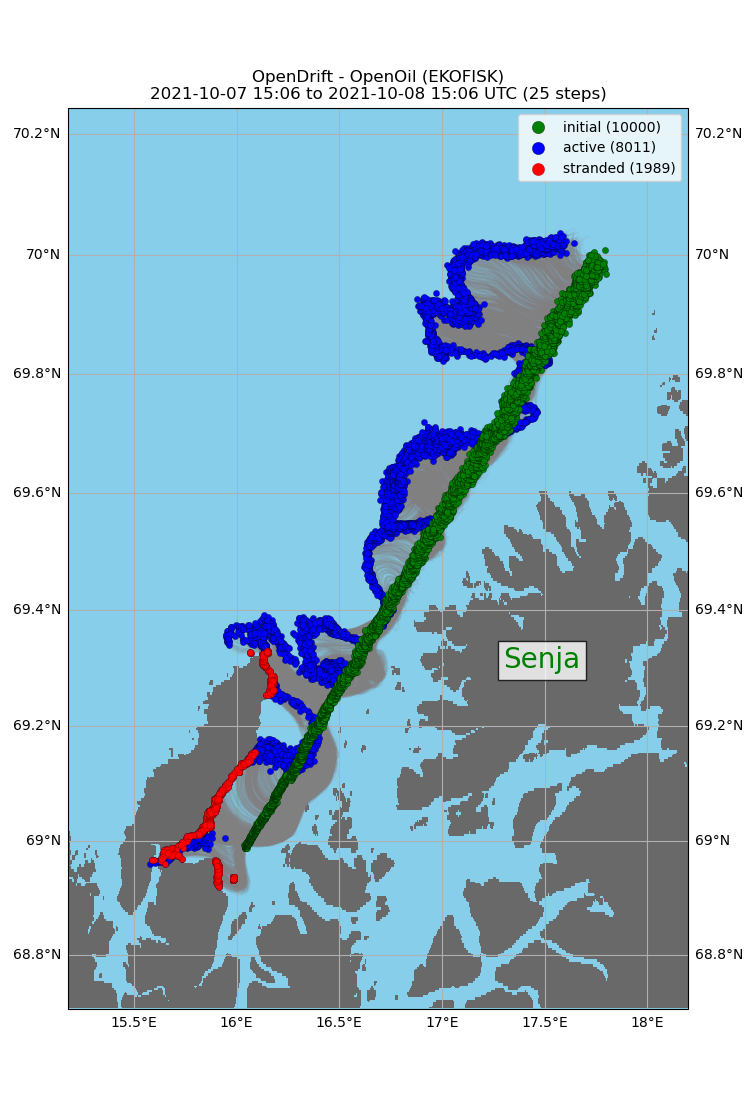 OpenDrift - OpenOil (EKOFISK)
2021-10-07 15:06 to 2021-10-08 15:06 UTC (25 steps)
initial (10000)
active (8011)
stranded (1989)
70.2°N 70.2°N
70°N 70°N
69.8°N 69.8°N
69.6°N 69.6°N
69.4°N 69.4°N
Senja
69.2°N 69.2°N
69°N 69°N
68.8°N 68.8°N
15.5°E 16°E 16.5°E 17°E 17.5°E 18°E